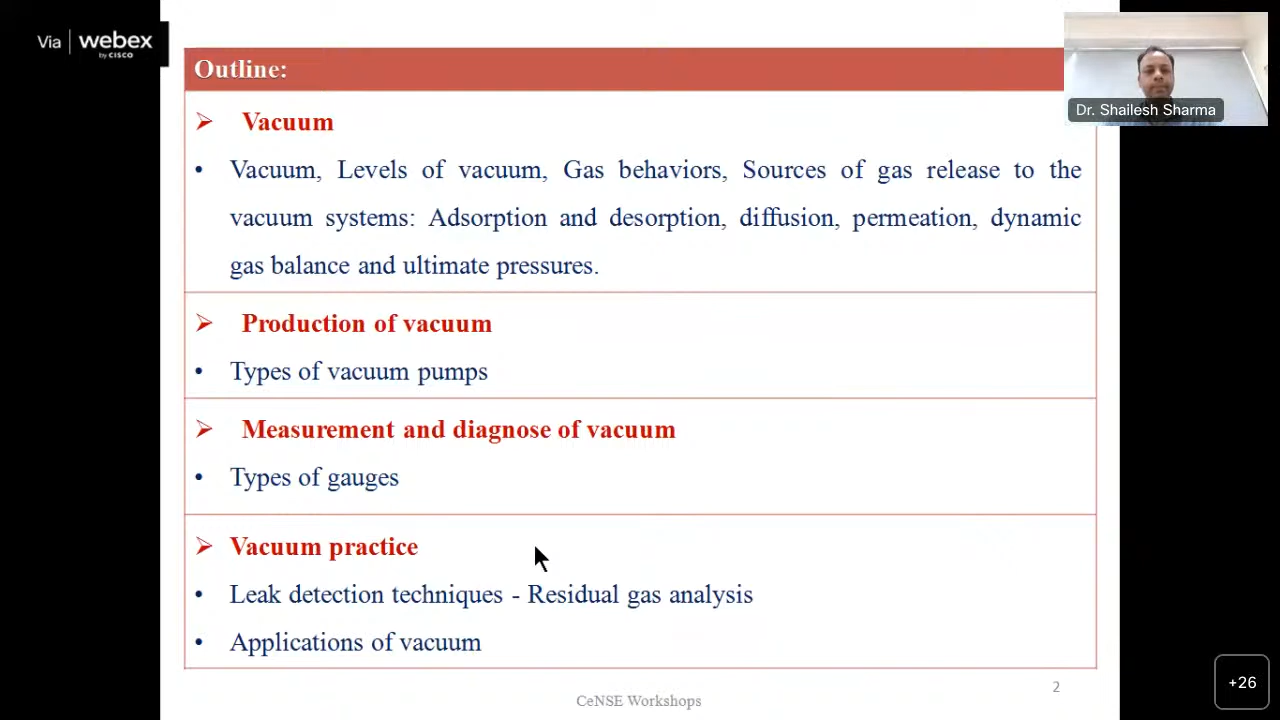 Via webex
by CISCO
Outline:
Dr. Shailesh Sharma
➢ Vacuum
• Vacuum, Levels of vacuum, Gas behaviors, Sources of gas release to the
vacuum systems: Adsorption and desorption, diffusion, permeation, dynamic
gas balance and ultimate pressures.
➢ Production of vacuum
• Types of vacuum pumps
➢ Measurement and diagnose of vacuum
• Types of gauges
➢ Vacuum practice
• Leak detection techniques - Residual gas analysis
• Applications of vacuum
CeNSE Workshops
2
+26